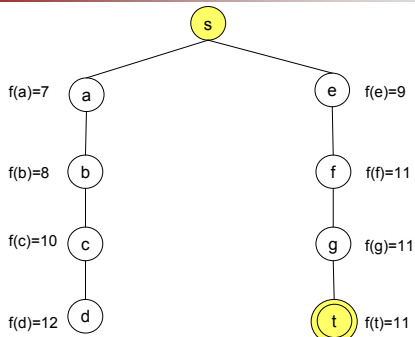 s
f(a)=7 a e f(e)=9
f(b)=8 b f f(f)=11
f(c)=10 c g f(g)=11
f(d)=12 d t f(t)=11